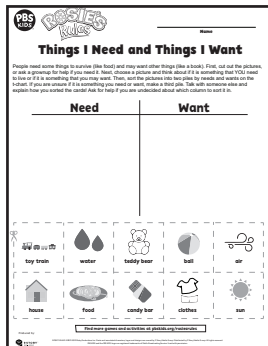 PBS
KIDS
ROSIE'S
RULES
Name
Things I Need and Things I Want
People need some things to survive (like food) and may want other things (like a book). First, cut out the pictures,
or ask a grownup for help if you need it. Next, choose a picture and think about if it is something that YOU need
to live or if it is something that you may want. Then, sort the pictures into two piles by needs and wants on the
t-chart. If you are unsure if it is something you need or want, make a third pile. Talk with someone else and
explain how you sorted the cards! Ask for help if you are undecided about which column to sort it in.
Need Want
toy train water teddy bear ball air
house food candy bar clothes sun
Find more games and activities at pbskids.org/rosiesrules
Produced by: